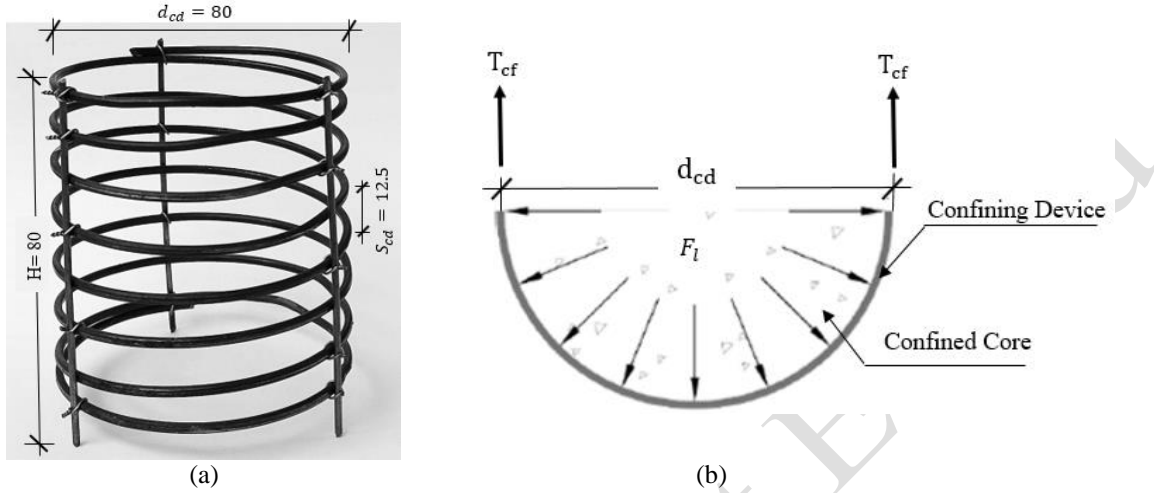 d_cd = 80
H= 80
S_cd = 12.5
(a)
T_cf
T_cf
d_cd
Confining Device
F_l
Confined Core
(b)